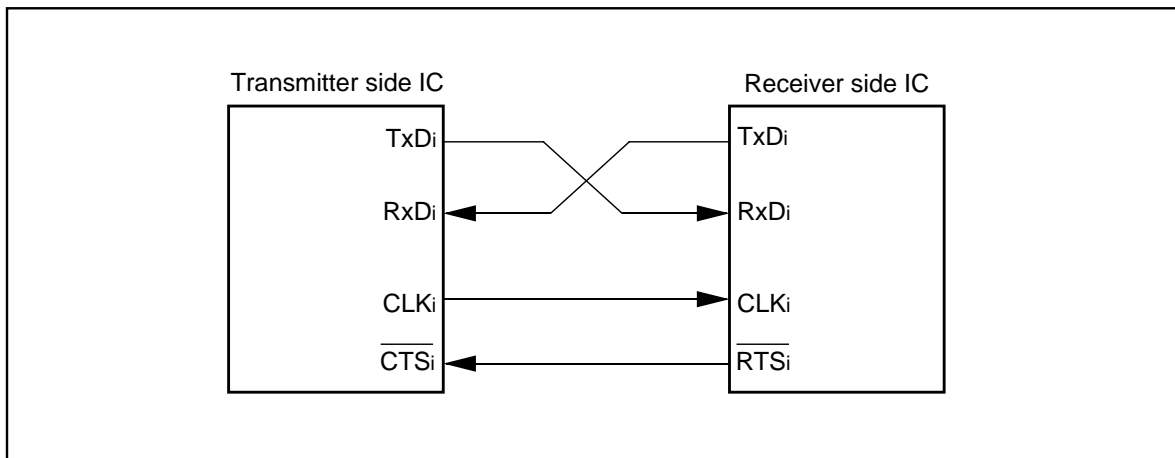 Transmitter side IC
Receiver side IC
TxDi
TxDi
RxDi
RxDi
CLKi
CLKi
CTSi
RTSi